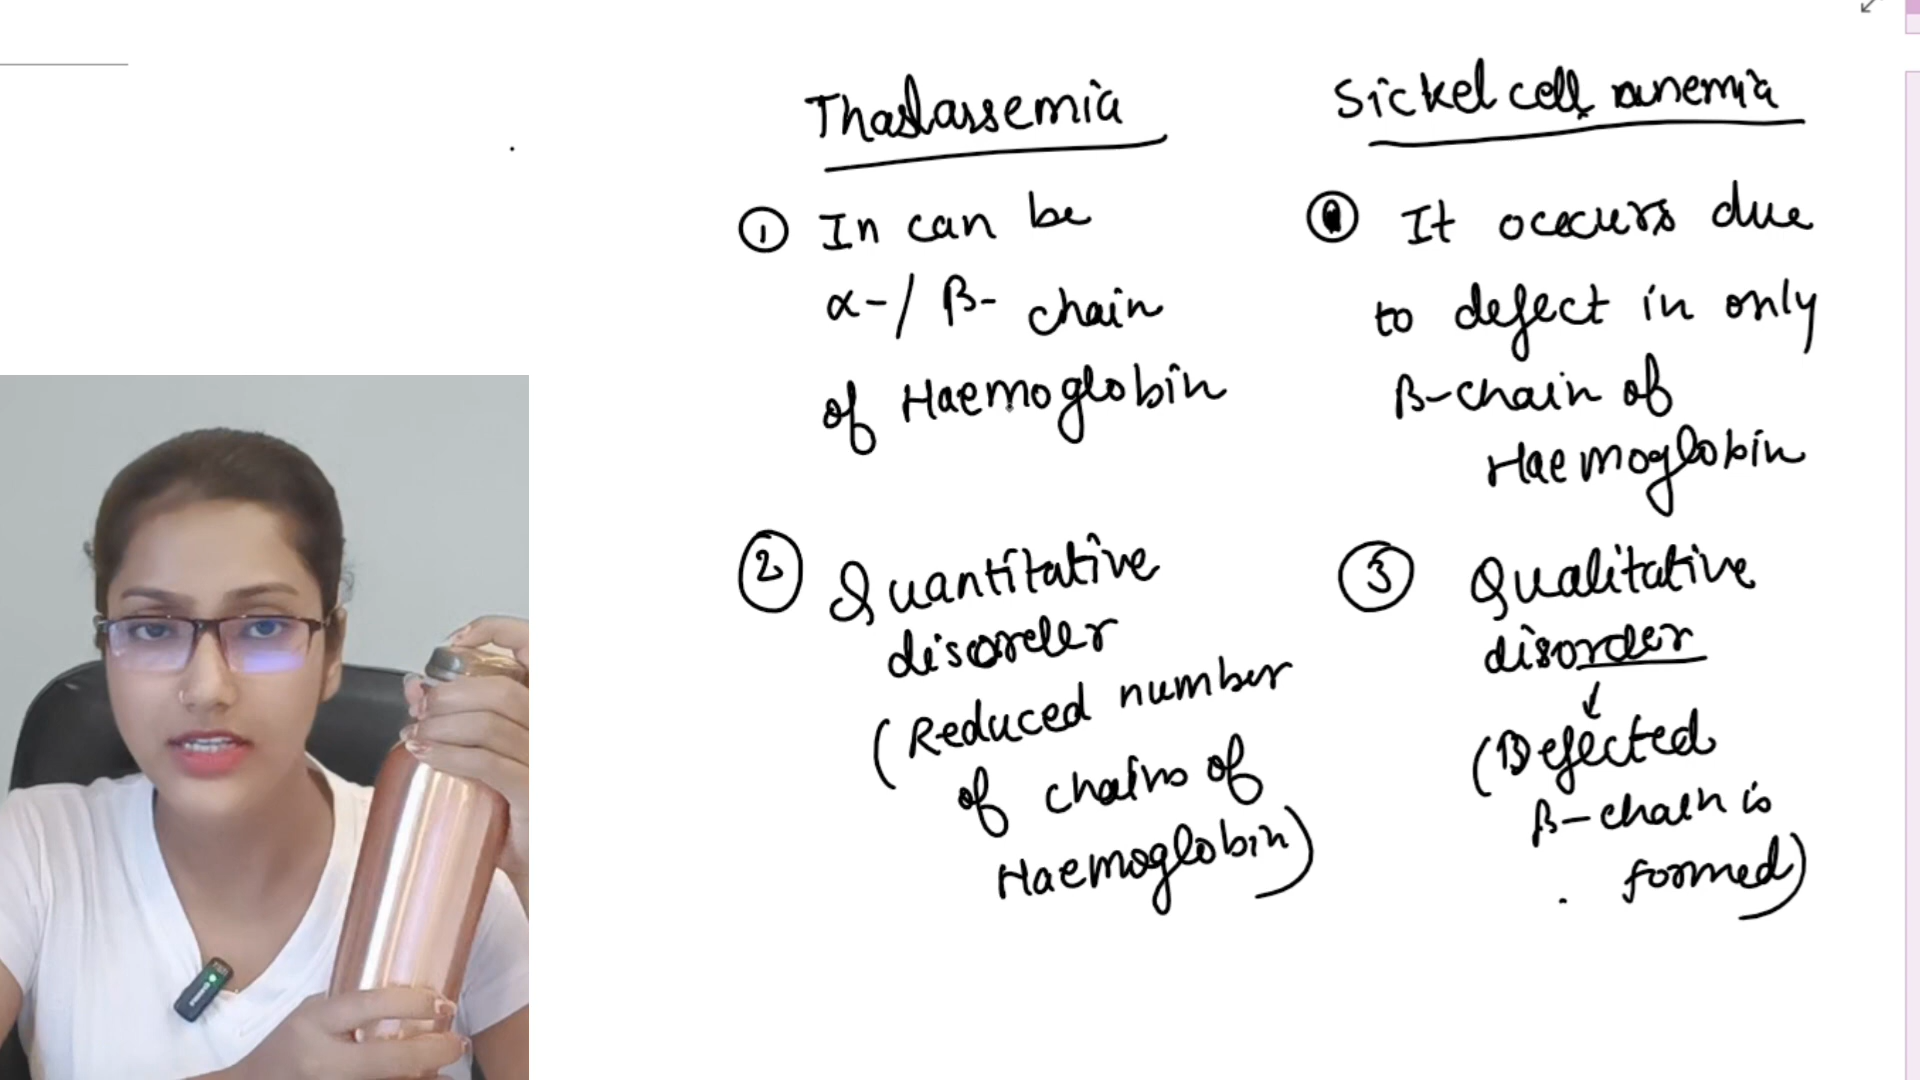 Thaslassemia
① In can be
α-/ β- chain
of Haemoglobin
② Quantitative
disorder
(Reduced number
of chains of
Haemoglobin)
Sickel cell anemia
① It occurs due
to defect in only
β-chain of
Haemoglobin
③ Qualitative
disorder
↓
(Defected
β-chain is
formed)